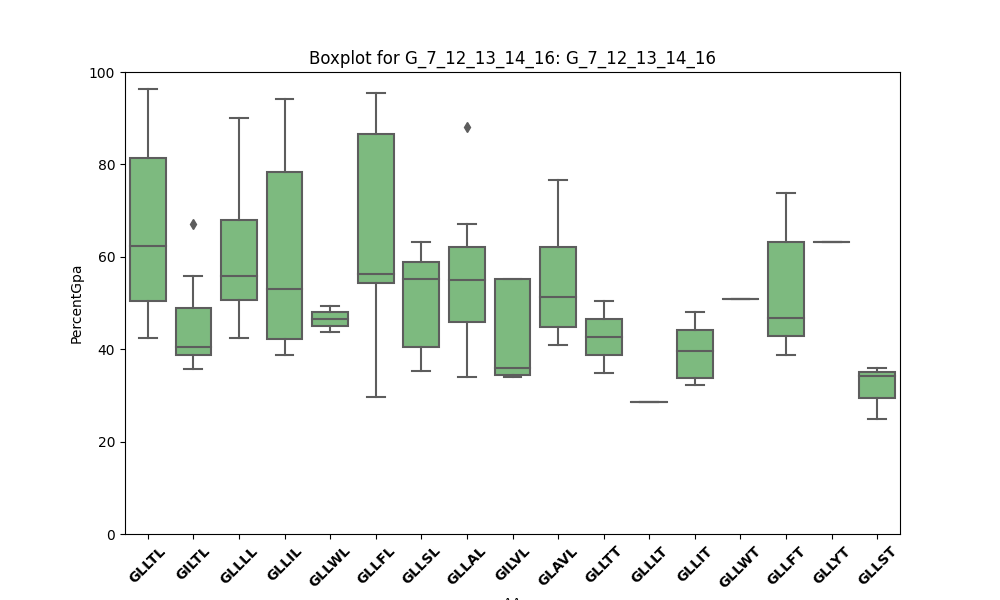 Boxplot for G_7_12_13_14_16: G_7_12_13_14_16
100
80
60
40
20
0
PercentGpa
GLLTL GILTL GLLLL GLLIL GLLWL GLLFL GLLSL GLLAL GILVL GLAVL GLLTT GLLLT GLLIT GLLWT GLLFT GLLYT GLLST